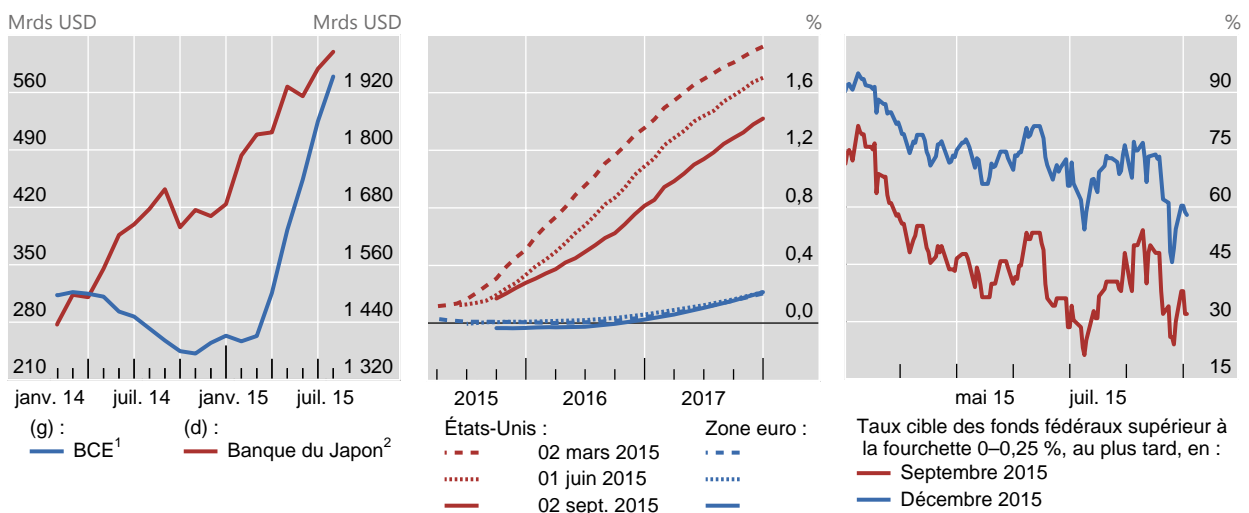 Mrds USD Mrds USD
560 1 920
490 1 800
420 1 680
350 1 560
280 1 440
210 1 320
janv. 14 juil. 14 janv. 15 juil. 15
(g) : (d) :
BCE1 Banque du Japon2
%
1,6
1,2
0,8
0,4
0,0
2015 2016 2017
États-Unis : Zone euro :
02 mars 2015
01 juin 2015
02 sept. 2015
%
90
75
60
45
30
15
mai 15 juil. 15
Taux cible des fonds fédéraux supérieur à
la fourchette 0–0,25 %, au plus tard, en :
Septembre 2015
Décembre 2015